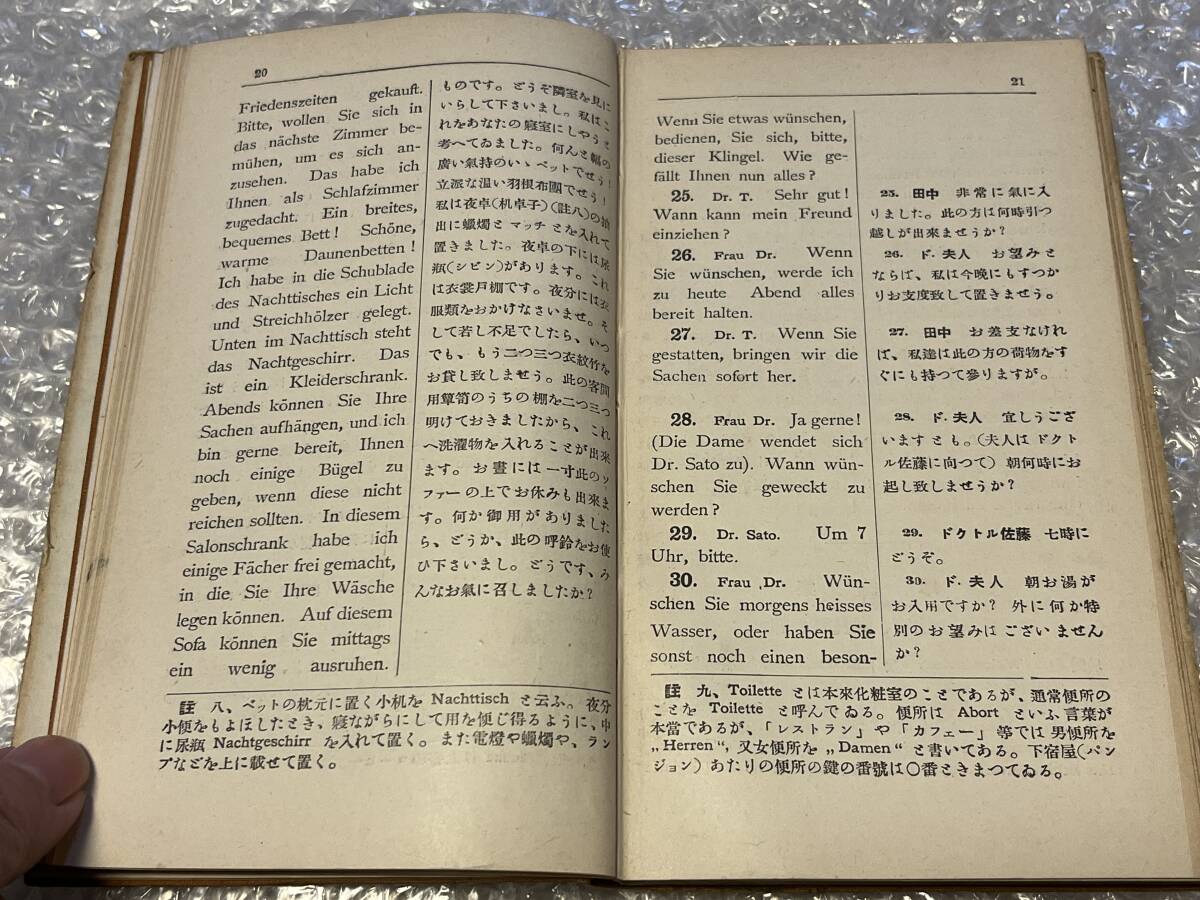 20
Friedenszeiten gekauft.
Bitte, wollen Sie sich in
das nächste Zimmer be-
mühen, um es sich an-
zusehen. Das habe ich
Ihnen als Schlafzimmer
zugedacht. Ein breites,
bequemes Bett! Schöne,
warme Daunenbetten!
Ich habe in die Schublade
des Nachttisches ein Licht
und Streichhölzer gelegt.
Unten im Nachttisch steht
das Nachtgeschirr. Das
ist ein Kleiderschrank.
Abends können Sie Ihre
Sachen aufhängen, und ich
bin gerne bereit, Ihnen
noch einige Bügel zu
geben, wenn diese nicht
reichen sollten. In diesem
Salonschrank habe ich
einige Fächer frei gemacht,
in die Sie Ihre Wäsche
legen können. Auf diesem
Sofa können Sie mittags
ein wenig ausruhen.
ものです。どうぞ隣室を見に
いらして下さいまし。私はこ
れをあなたの寢室にしやうと
考へてゐました。何んと幅の
廣い氣持のいゝベットでせう!
立派な温い羽根布團でせう!
私は夜卓(机卓子)(註八)の抽
出に蠟燭と マッチ とを入れて
置きました。夜卓の下には尿
瓶(シビン)があります。これ
は衣裳戸棚です。夜分には衣
服類をおかけなさいませ。そ
して若し不足でしたら、いつ
でも、もう二つ三つ衣紋竹を
お貸し致しませう。此の客間
用簞笥のうちの棚を二つ三つ
明けておきましたから、これ
へ洗濯物を入れることが出來
ます。お晝には一寸此のソ
ファーの上でお休みも出來ま
す。何か御用がありました
ら、どうか、此の呼鈴をお使
ひ下さいまし。どうです、み
んなお氣に召しましたか?
註 八、ベットの枕元に置く小机を Nachttisch と云ふ。夜分
小便をもよほしたとき、寢ながらにして用を便じ得るように、中
に尿瓶 Nachtgeschirr を入れて置く。また電燈や蠟燭や、ラン
プなどを上に載せて置く。
21
Wenn Sie etwas wünschen,
bedienen, Sie sich, bitte,
dieser Klingel. Wie ge-
fällt Ihnen nun alles?
25. Dr. T. Sehr gut!
Wann kann mein Freund
einziehen?
26. Frau Dr. Wenn
Sie wünschen, werde ich
zu heute Abend alles
bereit halten.
27. Dr. T. Wenn Sie
gestatten, bringen wir die
Sachen sofort her.
28. Frau Dr. Ja gerne!
(Die Dame wendet sich
Dr. Sato zu). Wann wün-
schen Sie geweckt zu
werden?
29. Dr. Sato. Um 7
Uhr, bitte.
30. Frau Dr. Wün-
schen Sie morgens heisses
Wasser, oder haben Sie
sonst noch einen beson-
25. 田中 非常に氣に入
りました。此の方は何時引つ
越しが出來ませうか?
26. ド. 夫人 お望みと
ならば、私は今晩にもすつか
りお支度致して置きませう。
27. 田中 お差支なけれ
ば、私達は此の方の荷物をす
ぐにも持つて參りますが。
28. ド. 夫人 宜しうござ
いますとも。(夫人は ドクト
ル佐藤に向つて) 朝何時にお
起し致しませうか?
29. ドクトル佐藤 七時に
どうぞ。
30. ド. 夫人 朝お湯が
お入用ですか? 外に何か特
別のお望みは ございません
か?
註 九、Toilette とは本來化粧室のことであるが、通常便所の
ことを Toilette と呼んでゐる。便所は Abort といふ言葉が
本當であるが、「レストラン」や「カフェー」等では男便所を
„Herren“, 又女便所を „Damen“ と書いてある。下宿屋(パン
ジョン) あたりの便所の鍵の番號は〇番ときまつてゐる。